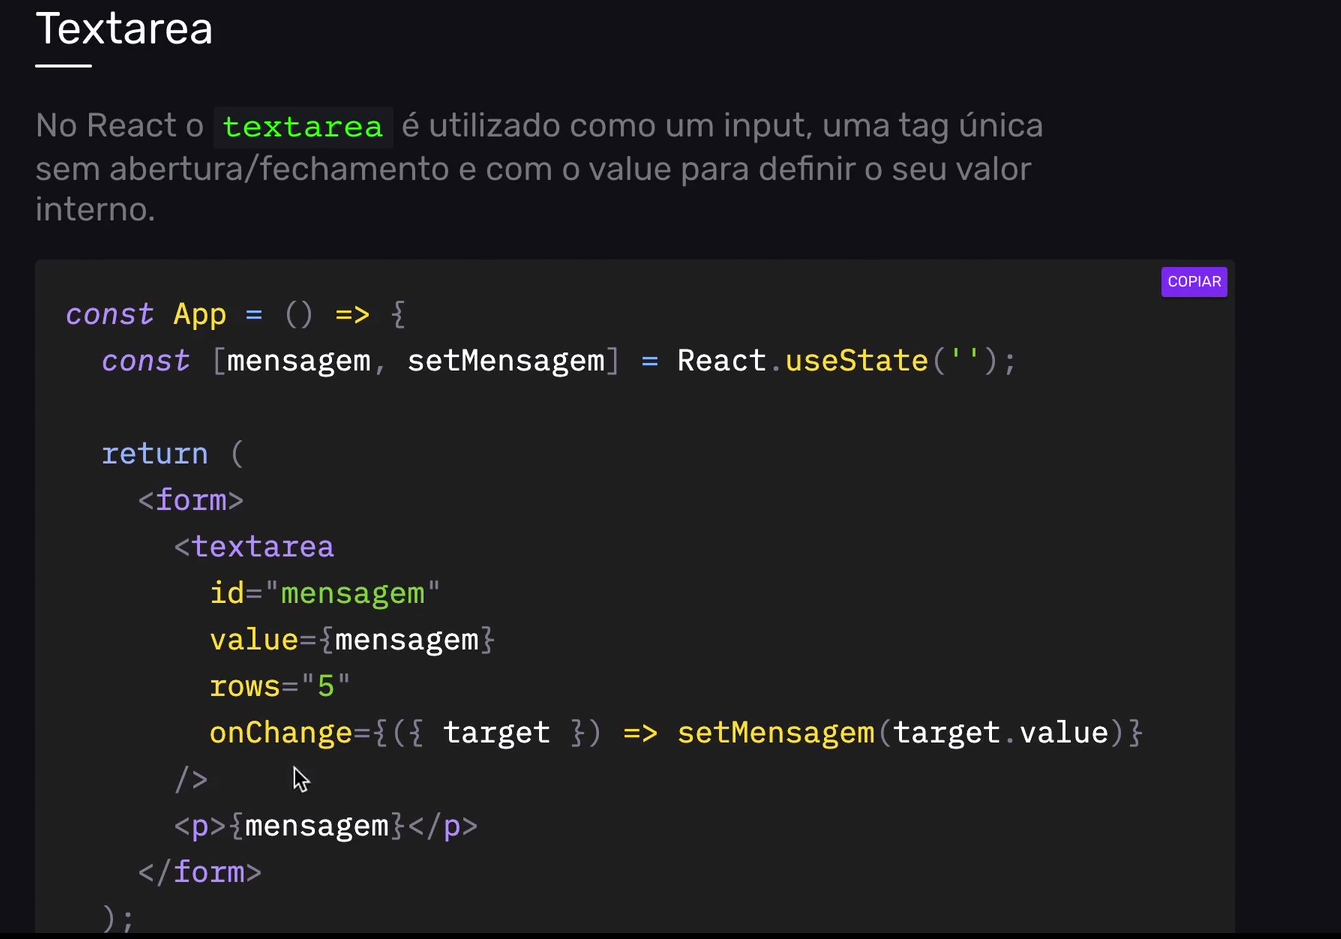 Textarea
No React o textarea é utilizado como um input, uma tag única
sem abertura/fechamento e com o value para definir o seu valor
interno.
COPIAR
const App = () => {
  const [mensagem, setMensagem] = React.useState('');

  return (
    <form>
      <textarea
        id="mensagem"
        value={mensagem}
        rows="5"
        onChange={({ target }) => setMensagem(target.value)}
      />
      <p>{mensagem}</p>
    </form>
  );